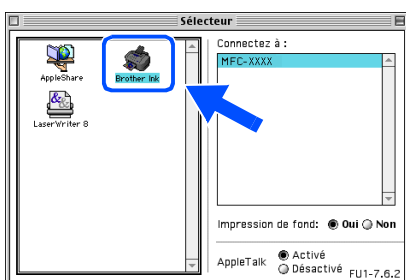 Sélecteur
AppleShare
Brother Ink
LaserWriter 8
Connectez à :
MFC-XXXX
Impression de fond: Oui Non
AppleTalk
Activé
Désactivé
FU1-7.6.2